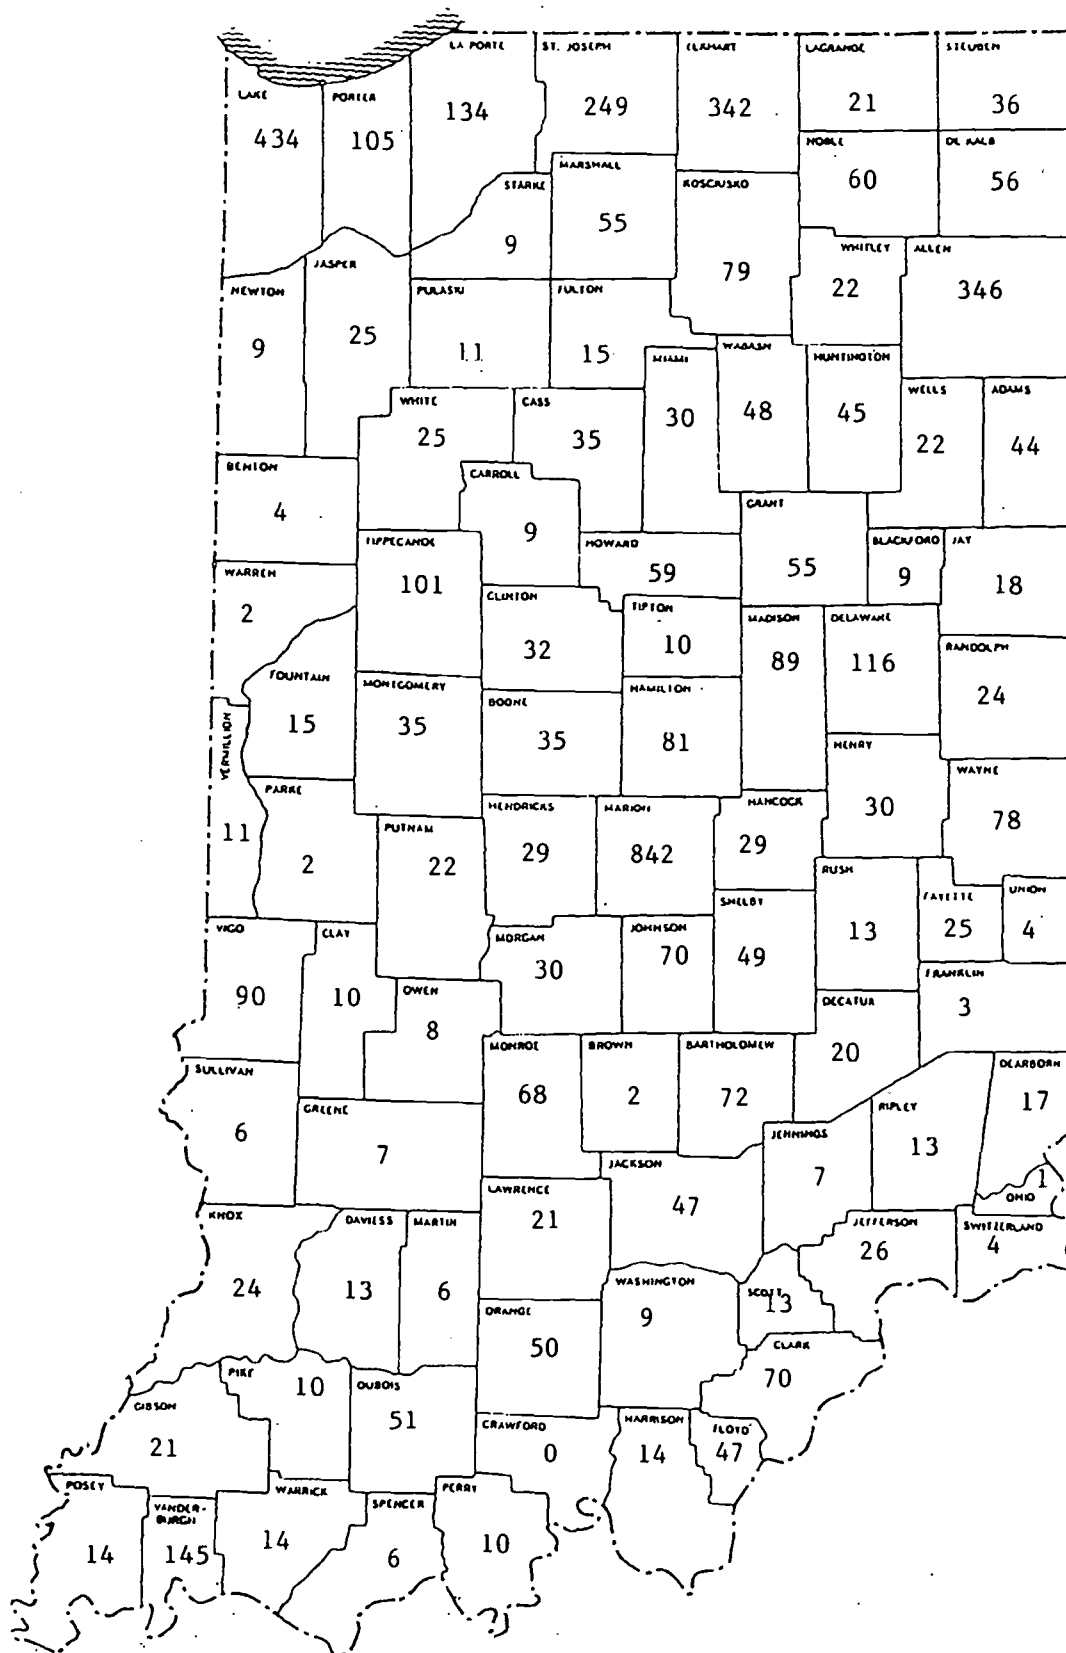 LA PORTE
134
ST. JOSEPH
249
ELKHART
342
LAGRANGE
21
STEUBEN
36
LAKE
434
PORTER
105
NOBLE
60
DE KALB
56
MARSHALL
55
STARKE
9
KOSCIUSKO
79
WHITLEY
22
ALLEN
346
NEWTON
9
JASPER
25
PULASKI
11
FULTON
15
MIAMI
30
WABASH
48
HUNTINGTON
45
WELLS
22
ADAMS
44
WHITE
25
CASS
35
BENTON
4
CARROLL
9
GRANT
55
BLACKFORD
9
JAY
18
TIPPECANOE
101
HOWARD
59
WARREN
2
CLINTON
32
TIPTON
10
MADISON
89
DELAWARE
116
RANDOLPH
24
FOUNTAIN
15
MONTGOMERY
35
BOONE
35
HAMILTON
81
VERMILLION
11
HENRY
30
WAYNE
78
PARKE
2
PUTNAM
22
HENDRICKS
29
MARION
842
HANCOCK
29
RUSH
13
FAYETTE
25
UNION
4
SHELBY
49
VIGO
90
CLAY
10
MORGAN
30
JOHNSON
70
OWEN
8
DECATUR
20
FRANKLIN
3
SULLIVAN
6
GREENE
7
MONROE
68
BROWN
2
BARTHOLOMEW
72
DEARBORN
17
RIPLEY
13
JENNINGS
7
JACKSON
47
LAWRENCE
21
OHIO
1
KNOX
24
DAVIESS
13
MARTIN
6
JEFFERSON
26
SWITZERLAND
4
WASHINGTON
9
SCOTT
13
ORANGE
50
CLARK
70
PIKE
10
DUBOIS
51
GIBSON
21
CRAWFORD
0
HARRISON
14
FLOYD
47
POSEY
14
VANDER-
BURGH
145
WARRICK
14
SPENCER
6
PERRY
10